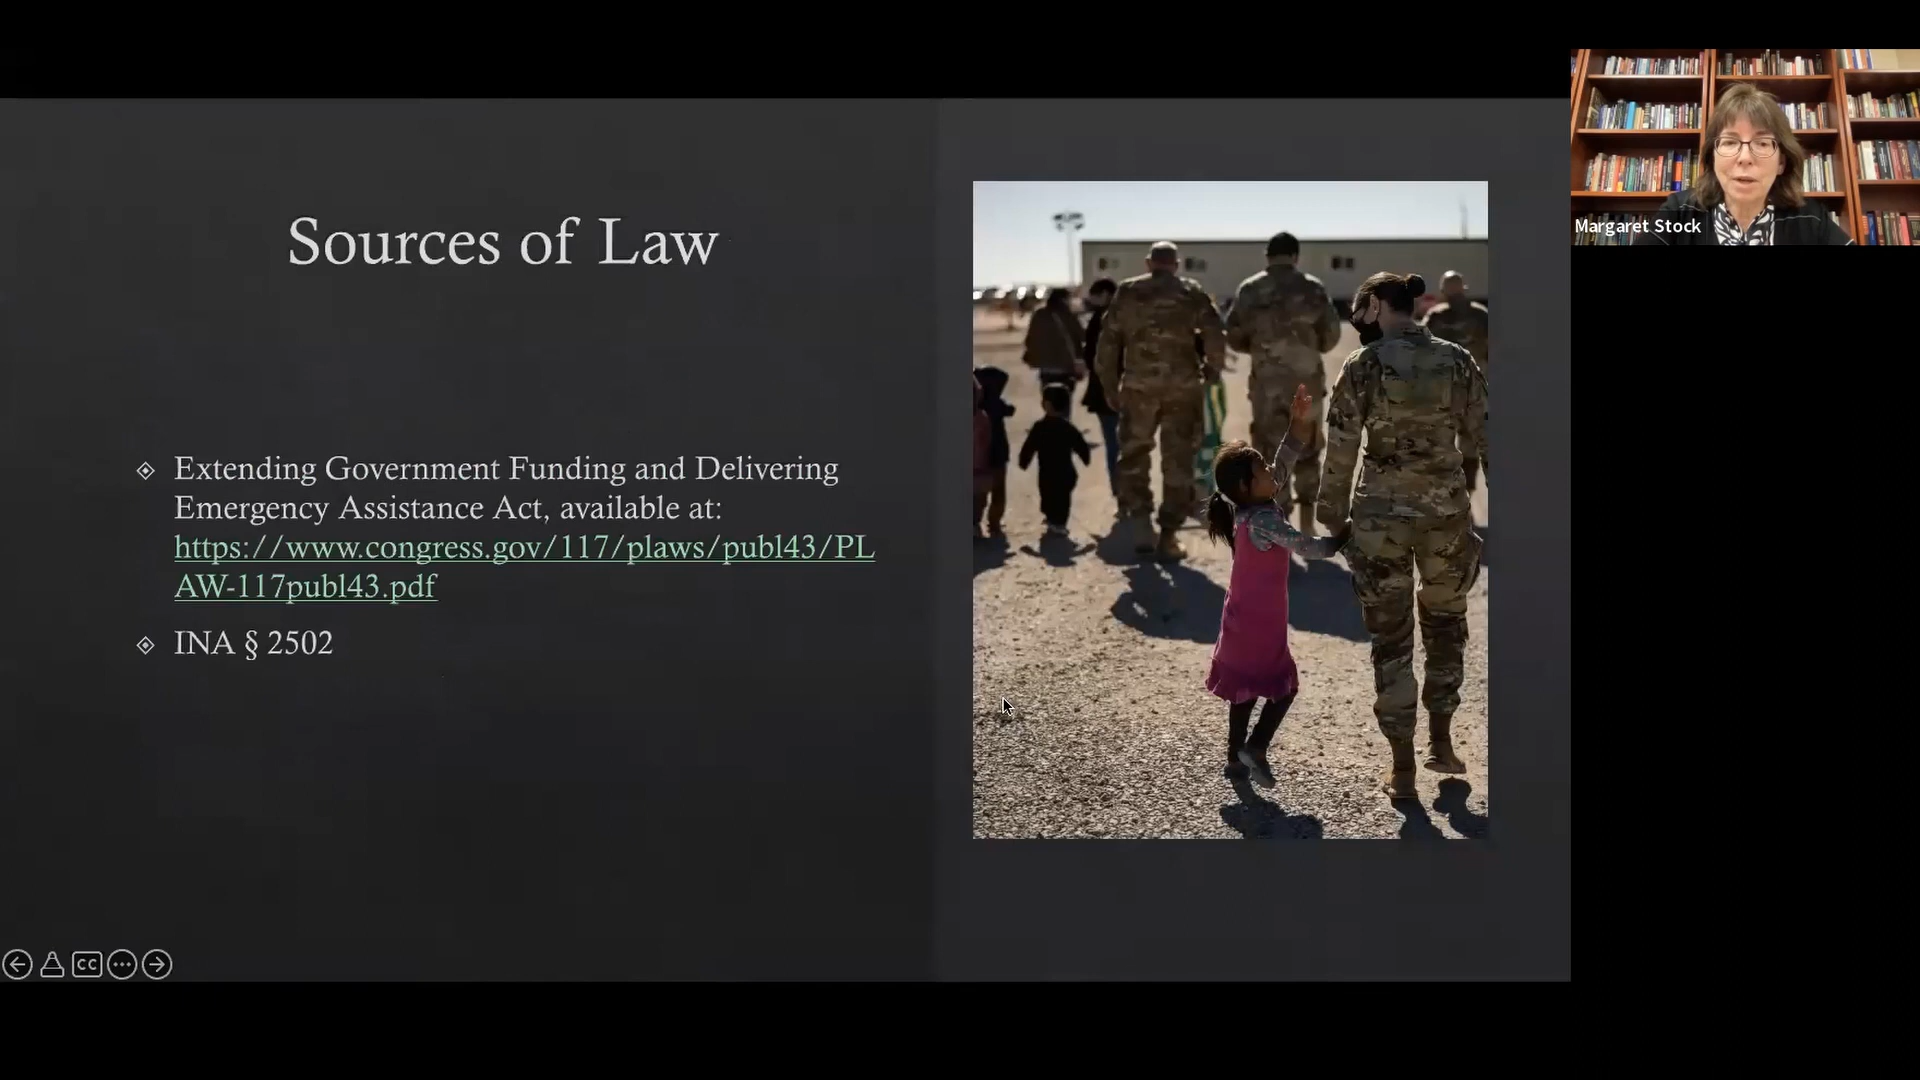 Sources of Law
Extending Government Funding and Delivering
Emergency Assistance Act, available at:
https://www.congress.gov/117/plaws/publ43/PL
AW-117publ43.pdf
INA § 2502
Margaret Stock
CC